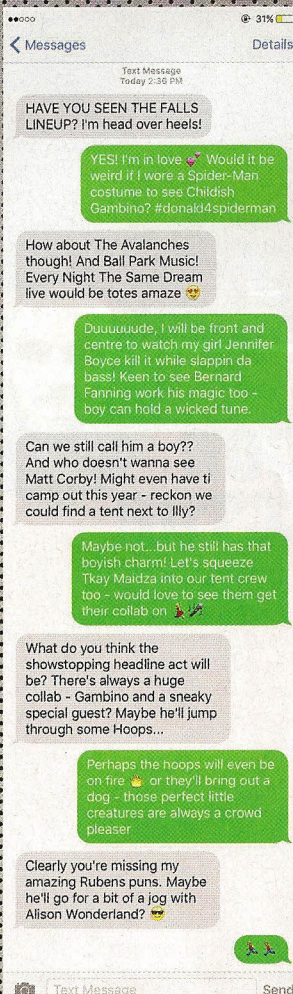 31%
Messages
Details
Text Message
Today 2:36 PM
HAVE YOU SEEN THE FALLS
LINEUP? I'm head over heels!
YES! I'm in love 💞 Would it be
weird if I wore a Spider-Man
costume to see Childish
Gambino? #donald4spiderman
How about The Avalanches
though! And Ball Park Music!
Every Night The Same Dream
live would be totes amaze 😍
Duuuuuude, I will be front and
centre to watch my girl Jennifer
Boyce kill it while slappin da
bass! Keen to see Bernard
Fanning work his magic too -
boy can hold a wicked tune.
Can we still call him a boy??
And who doesn't wanna see
Matt Corby! Might even have ti
camp out this year - reckon we
could find a tent next to Illy?
Maybe not...but he still has that
boyish charm! Let's squeeze
Tkay Maidza into our tent crew
too - would love to see them get
their collab on 💃🎤
What do you think the
showstopping headline act will
be? There's always a huge
collab - Gambino and a sneaky
special guest? Maybe he'll jump
through some Hoops...
Perhaps the hoops will even be
on fire 🔥 or they'll bring out a
dog - those perfect little
creatures are always a crowd
pleaser
Clearly you're missing my
amazing Rubens puns. Maybe
he'll go for a bit of a jog with
Alison Wonderland? 😎
🏃🏃
Text Message
Send